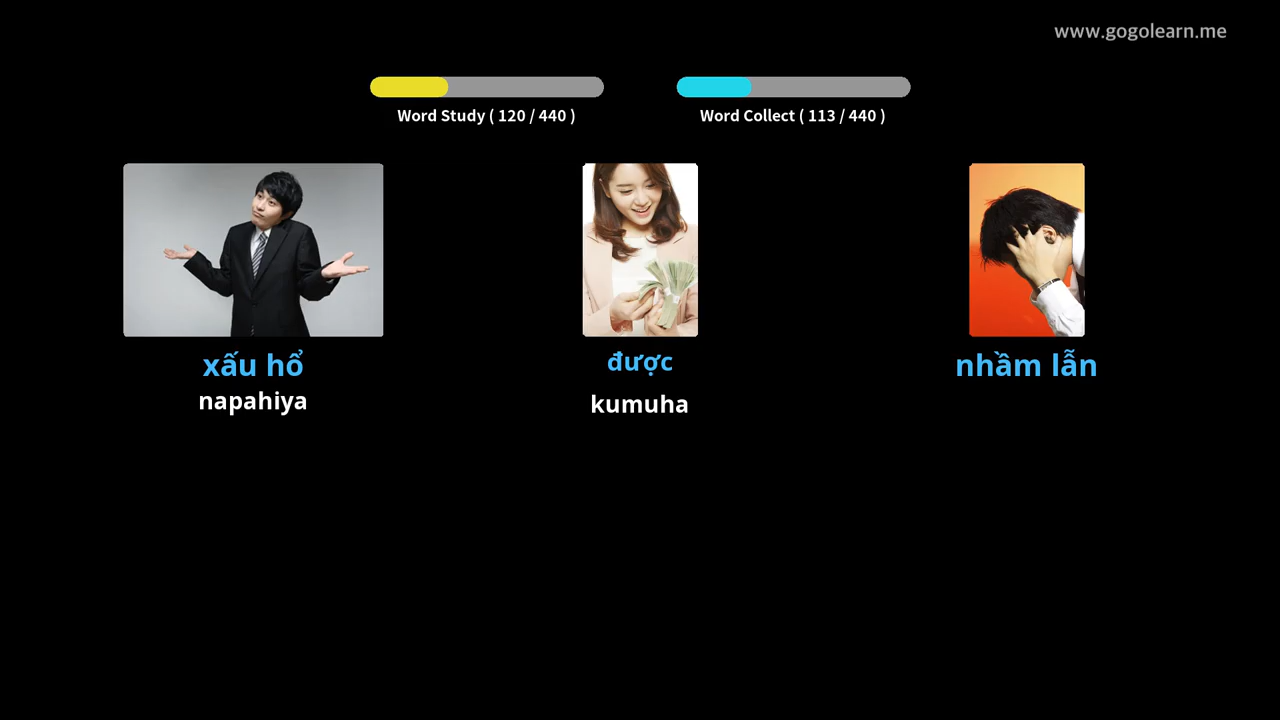 www.gogolearn.me
Word Study ( 120 / 440 )
Word Collect ( 113 / 440 )
xấu hổ
napahiya
được
kumuha
nhầm lẫn